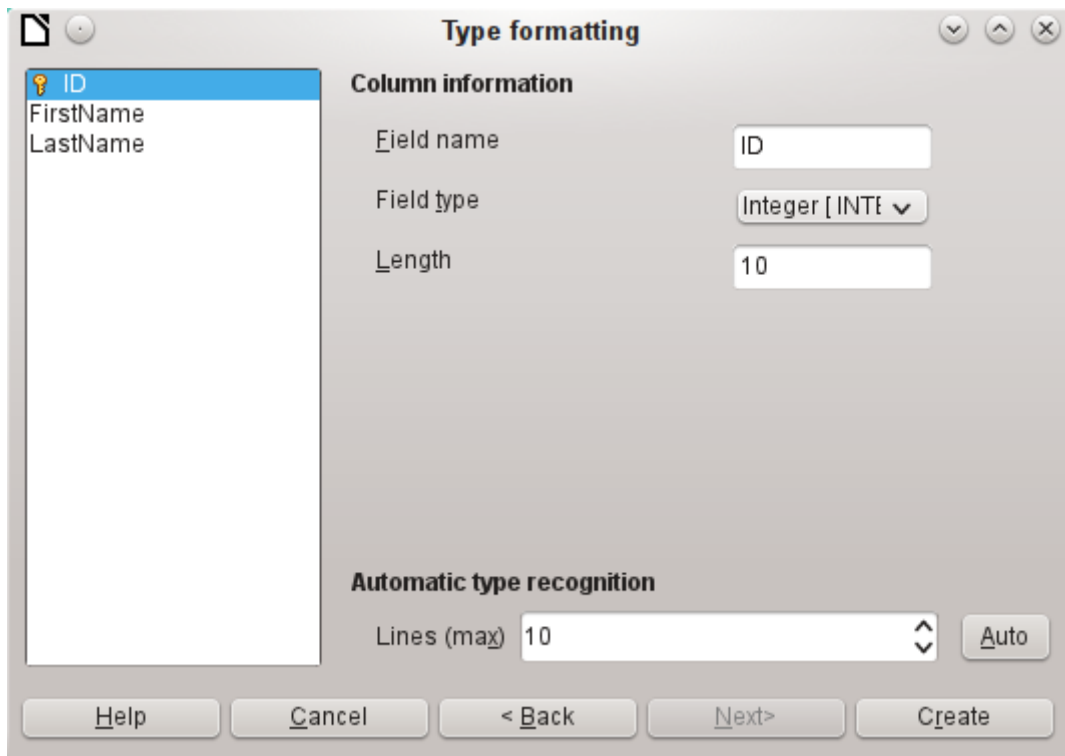 Type formatting
ID
FirstName
LastName
Column information
Field name
ID
Field type
Integer [ INTE
Length
10
Automatic type recognition
Lines (max)
10
Auto
Help
Cancel
< Back
Next>
Create